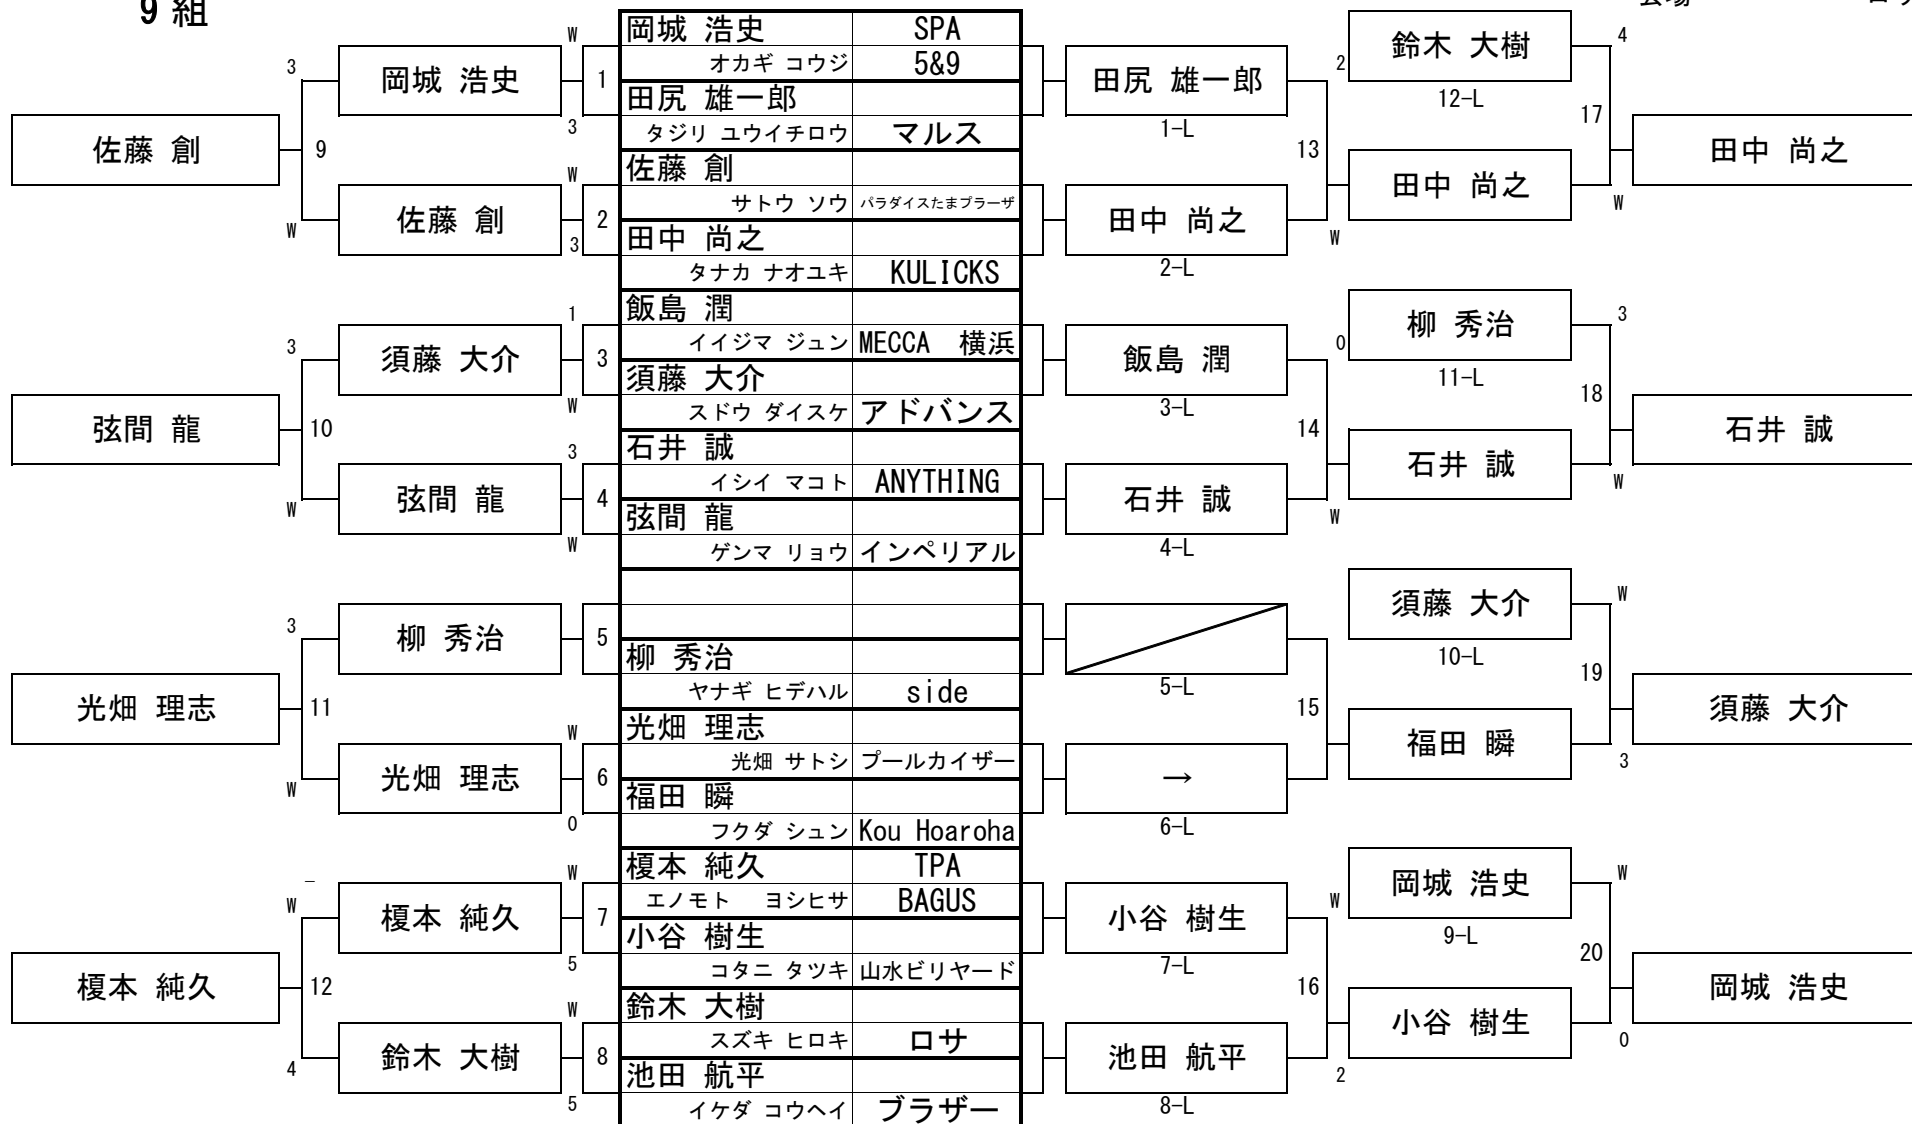 9 組
佐藤 創
弦間 龍
光畑 理志
榎本 純久
3
9
W
3
10
W
3
11
W
–
W
12
4
岡城 浩史
佐藤 創
須藤 大介
弦間 龍
柳 秀治
光畑 理志
榎本 純久
鈴木 大樹
W
1
3
W
2
3
1
3
W
3
4
W
5
W
6
0
W
7
5
W
8
5
岡城 浩史 SPA
オカギ コウジ 5&9
田尻 雄一郎
タジリ ユウイチロウ マルス
佐藤 創
サトウ ソウ パラダイスたまプラーザ
田中 尚之
タナカ ナオユキ KULICKS
飯島 潤
イイジマ ジュン MECCA 横浜
須藤 大介
スドウ ダイスケ アドバンス
石井 誠
イシイ マコト ANYTHING
弦間 龍
ゲンマ リョウ インペリアル
柳 秀治
ヤナギ ヒデハル side
光畑 理志
光畑 サトシ プールカイザー
福田 瞬
フクダ シュン Kou Hoaroha
榎本 純久 TPA
エノモト ヨシヒサ BAGUS
小谷 樹生
コタニ タツキ 山水ビリヤード
鈴木 大樹
スズキ ヒロキ ロサ
池田 航平
イケダ コウヘイ ブラザー
田尻 雄一郎
1-L
田中 尚之
2-L
飯島 潤
3-L
石井 誠
4-L
5-L
→
6-L
小谷 樹生
7-L
池田 航平
8-L
2
13
W
0
14
W
15
W
16
2
鈴木 大樹
12-L
田中 尚之
柳 秀治
11-L
石井 誠
須藤 大介
10-L
福田 瞬
岡城 浩史
9-L
小谷 樹生
4
17
W
3
18
W
W
19
3
W
20
0
田中 尚之
石井 誠
須藤 大介
岡城 浩史